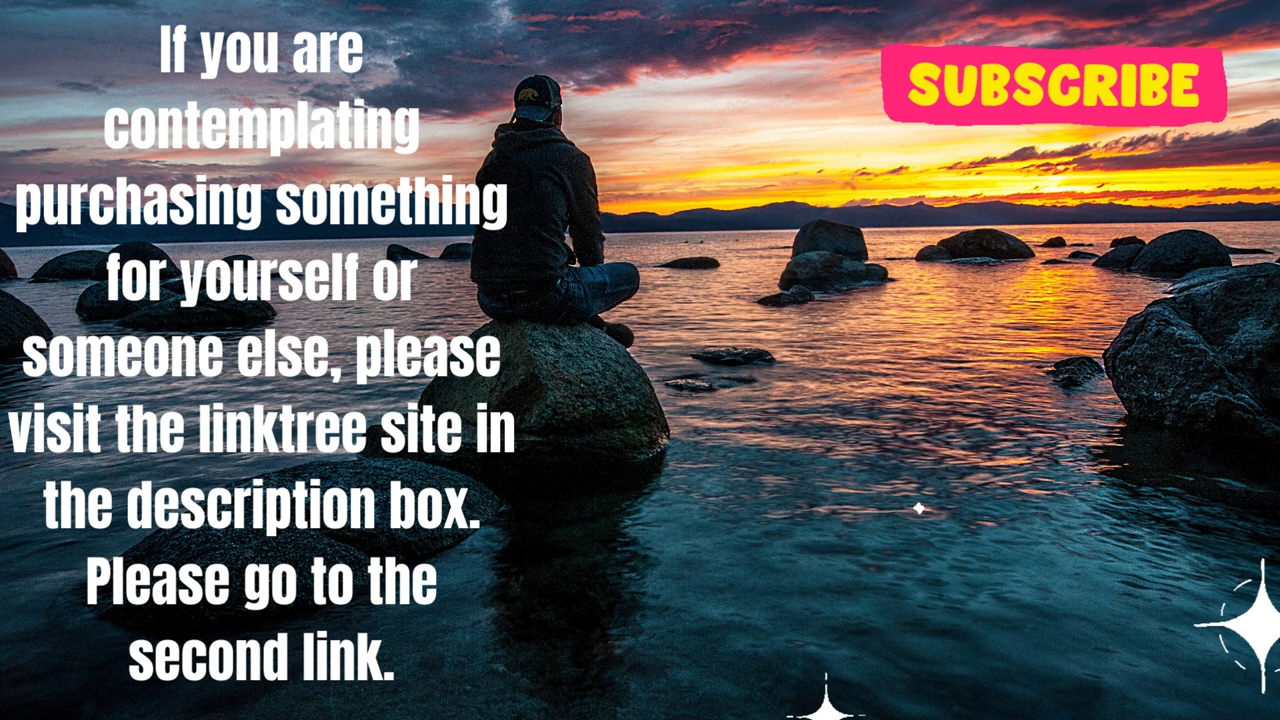 If you are
contemplating
purchasing something
for yourself or
someone else, please
visit the linktree site in
the description box.
Please go to the
second link.
SUBSCRIBE